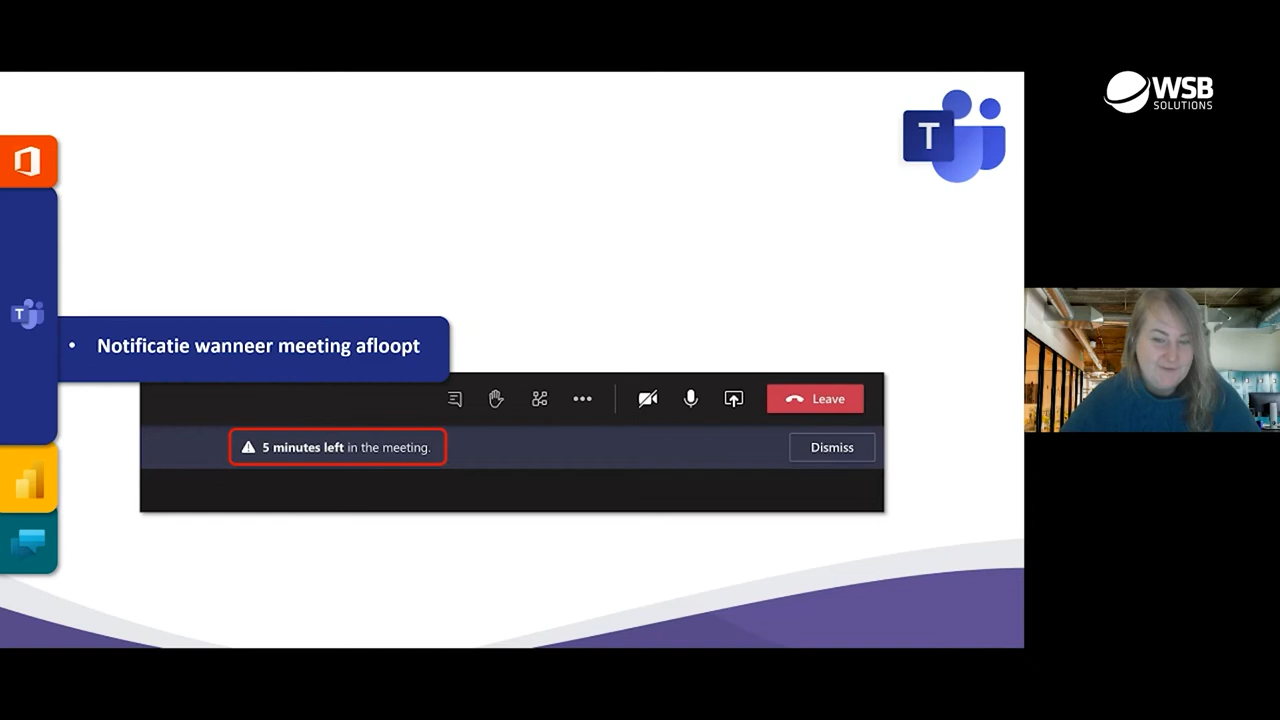 WSB
SOLUTIONS
T
T
• Notificatie wanneer meeting afloopt
Leave
5 minutes left in the meeting.
Dismiss